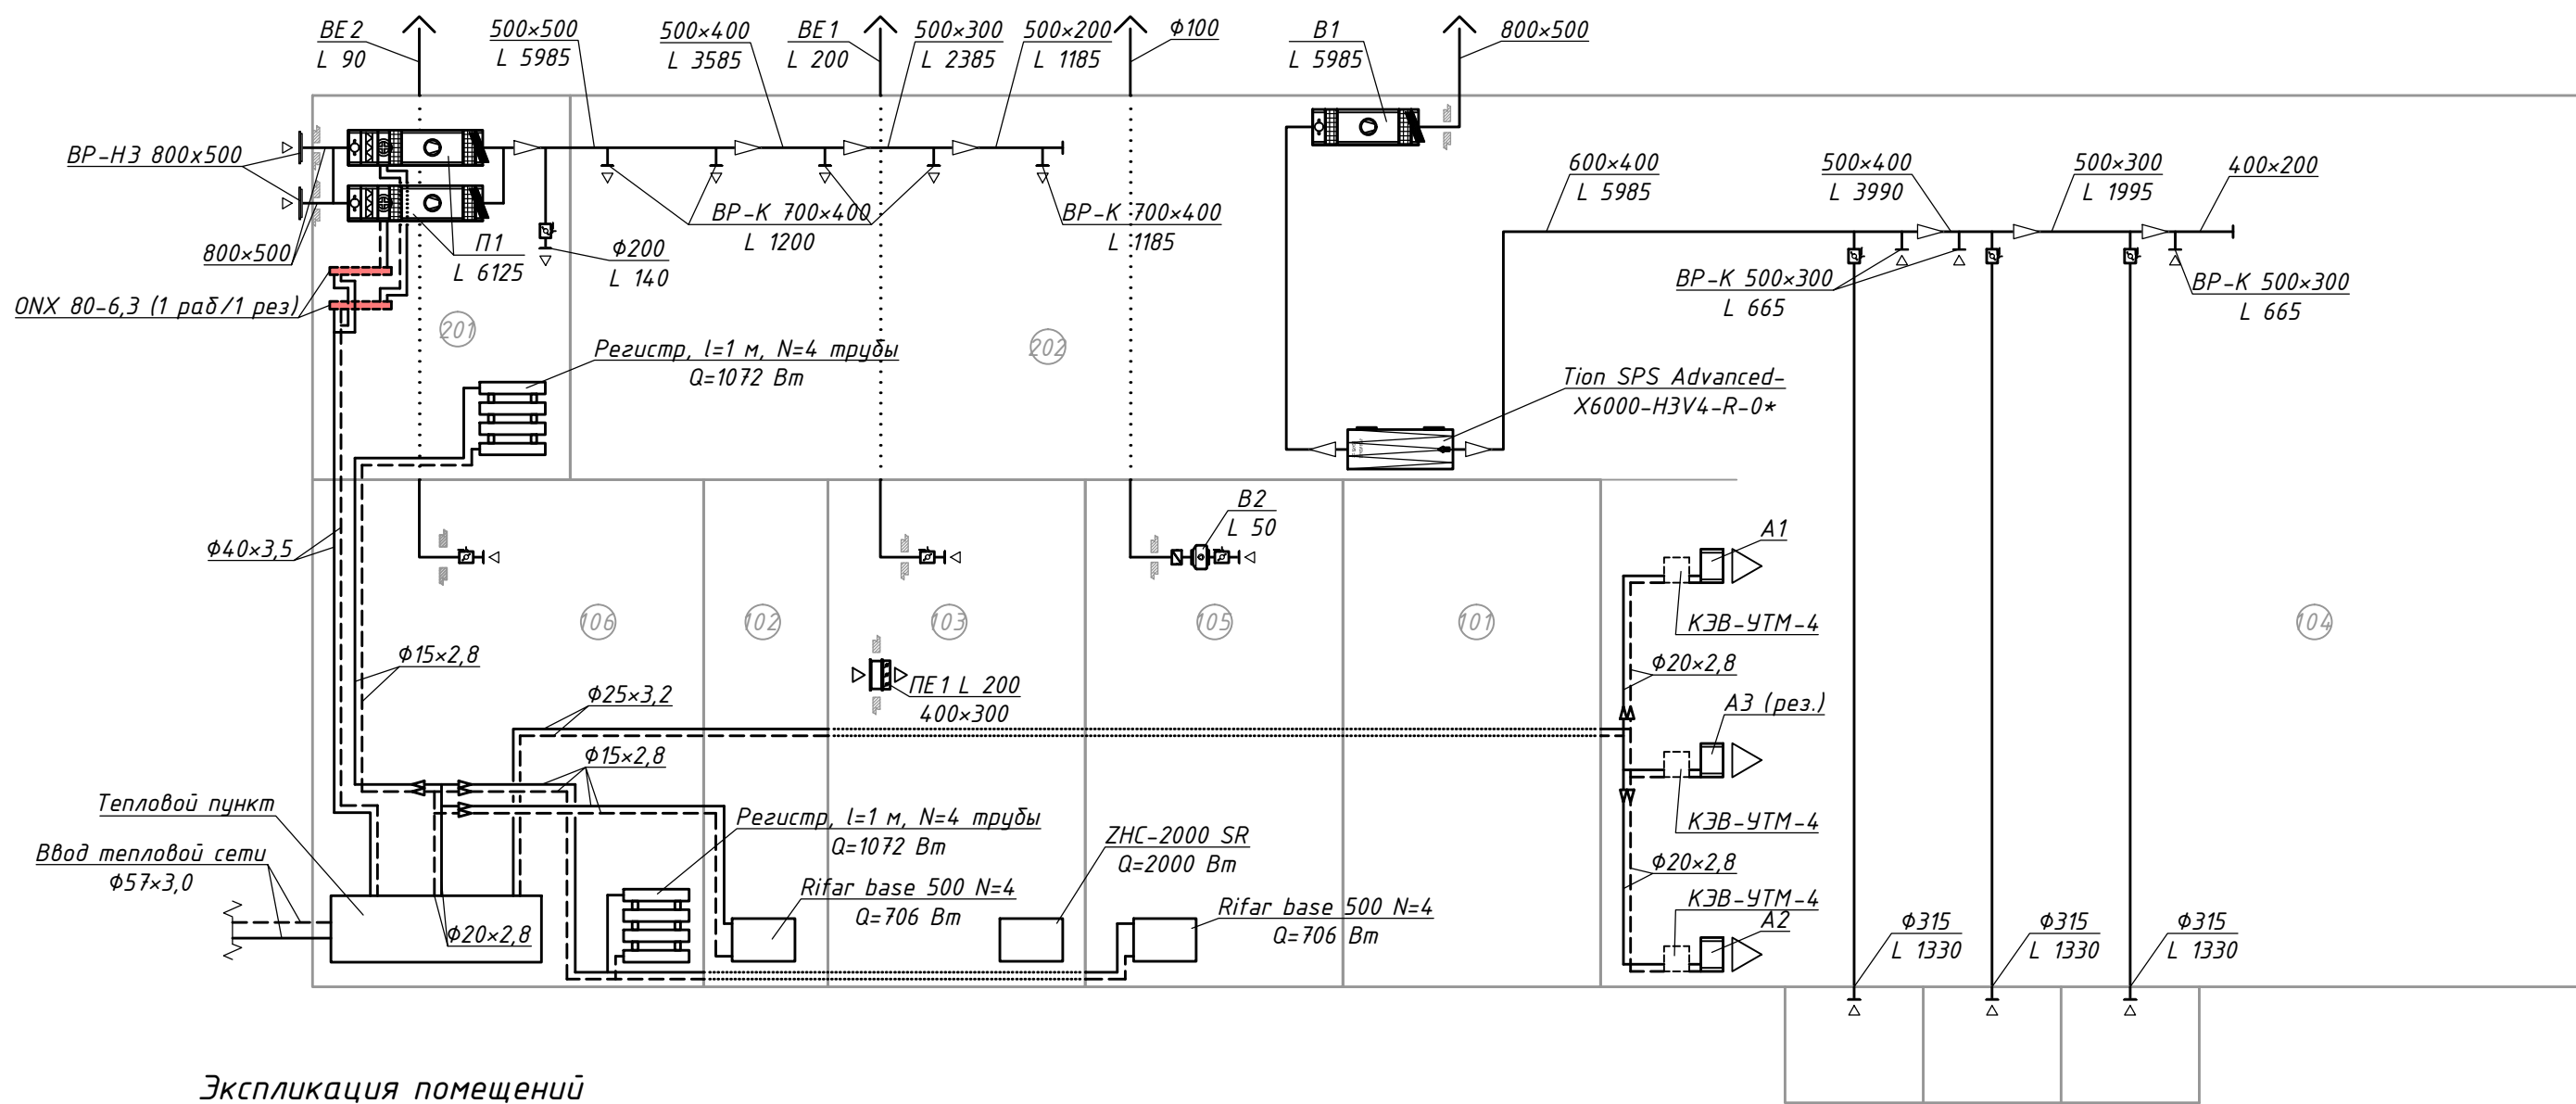 ВЕ2
L 90
500×500
L 5985
500×400
L 3585
ВЕ1
L 200
500×300
L 2385
500×200
L 1185
Ф100
В1
L 5985
800×500
ВР-НЗ 800×500
800×500
П1
L 6125
Ф200
L 140
ВР-К 700×400
L 1200
ВР-К 700×400
L 1185
600×400
L 5985
500×400
L 3990
500×300
L 1995
400×200
ВР-К 500×300
L 665
ВР-К 500×300
L 665
ONX 80-6,3 (1 раб/1 рез)
201
202
Регистр, l=1 м, N=4 трубы
Q=1072 Вт
Tion SPS Advanced-
X6000-H3V4-R-0*
Ф40×3,5
В2
L 50
А1
106
102
103
105
101
104
КЭВ-УТМ-4
Ф15×2,8
Ф20×2,8
ПЕ1 L 200
400×300
Ф25×3,2
А3 (рез.)
Ф15×2,8
Тепловой пункт
Регистр, l=1 м, N=4 трубы
Q=1072 Вт
ZHC-2000 SR
Q=2000 Вт
КЭВ-УТМ-4
Ввод тепловой сети
Ф57×3,0
Ф20×2,8
Rifar base 500 N=4
Q=706 Вт
Rifar base 500 N=4
Q=706 Вт
КЭВ-УТМ-4
А2
Ф20×2,8
Ф315
L 1330
Ф315
L 1330
Ф315
L 1330
Экспликация помещений